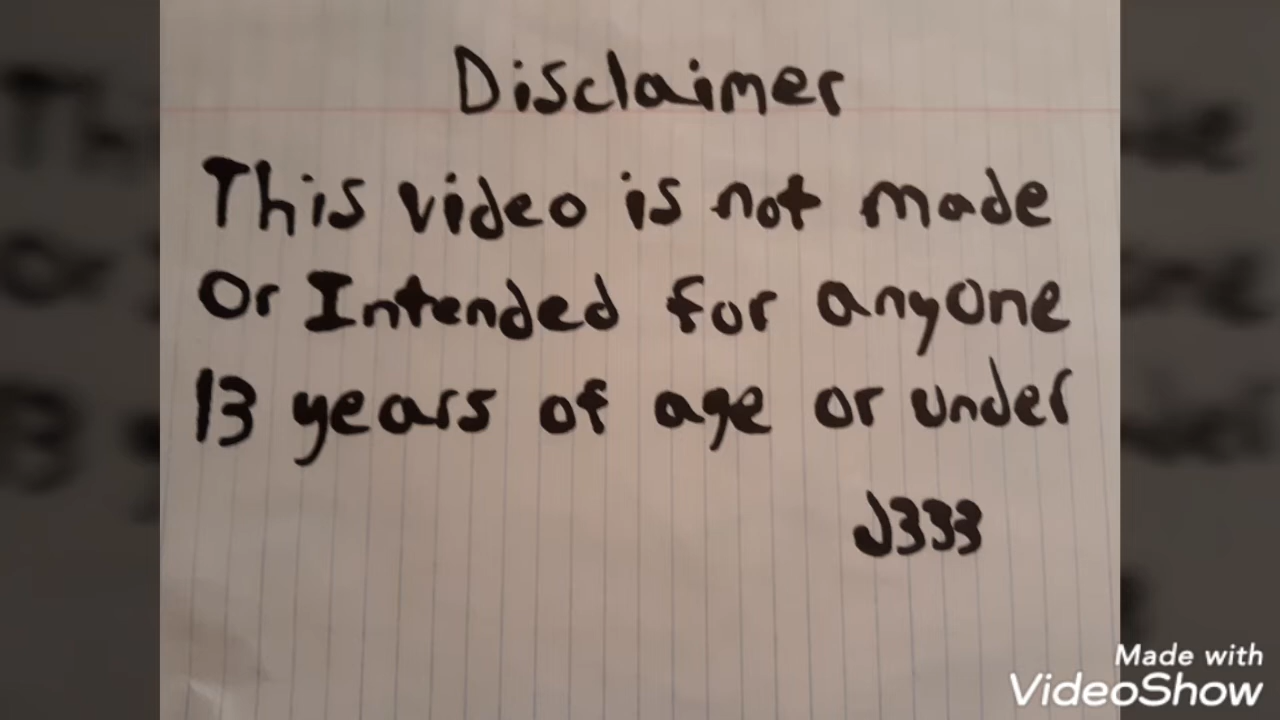 Disclaimer
This video is not made
Or Intended for anyone
13 years of age or under
J333
Made with
VideoShow